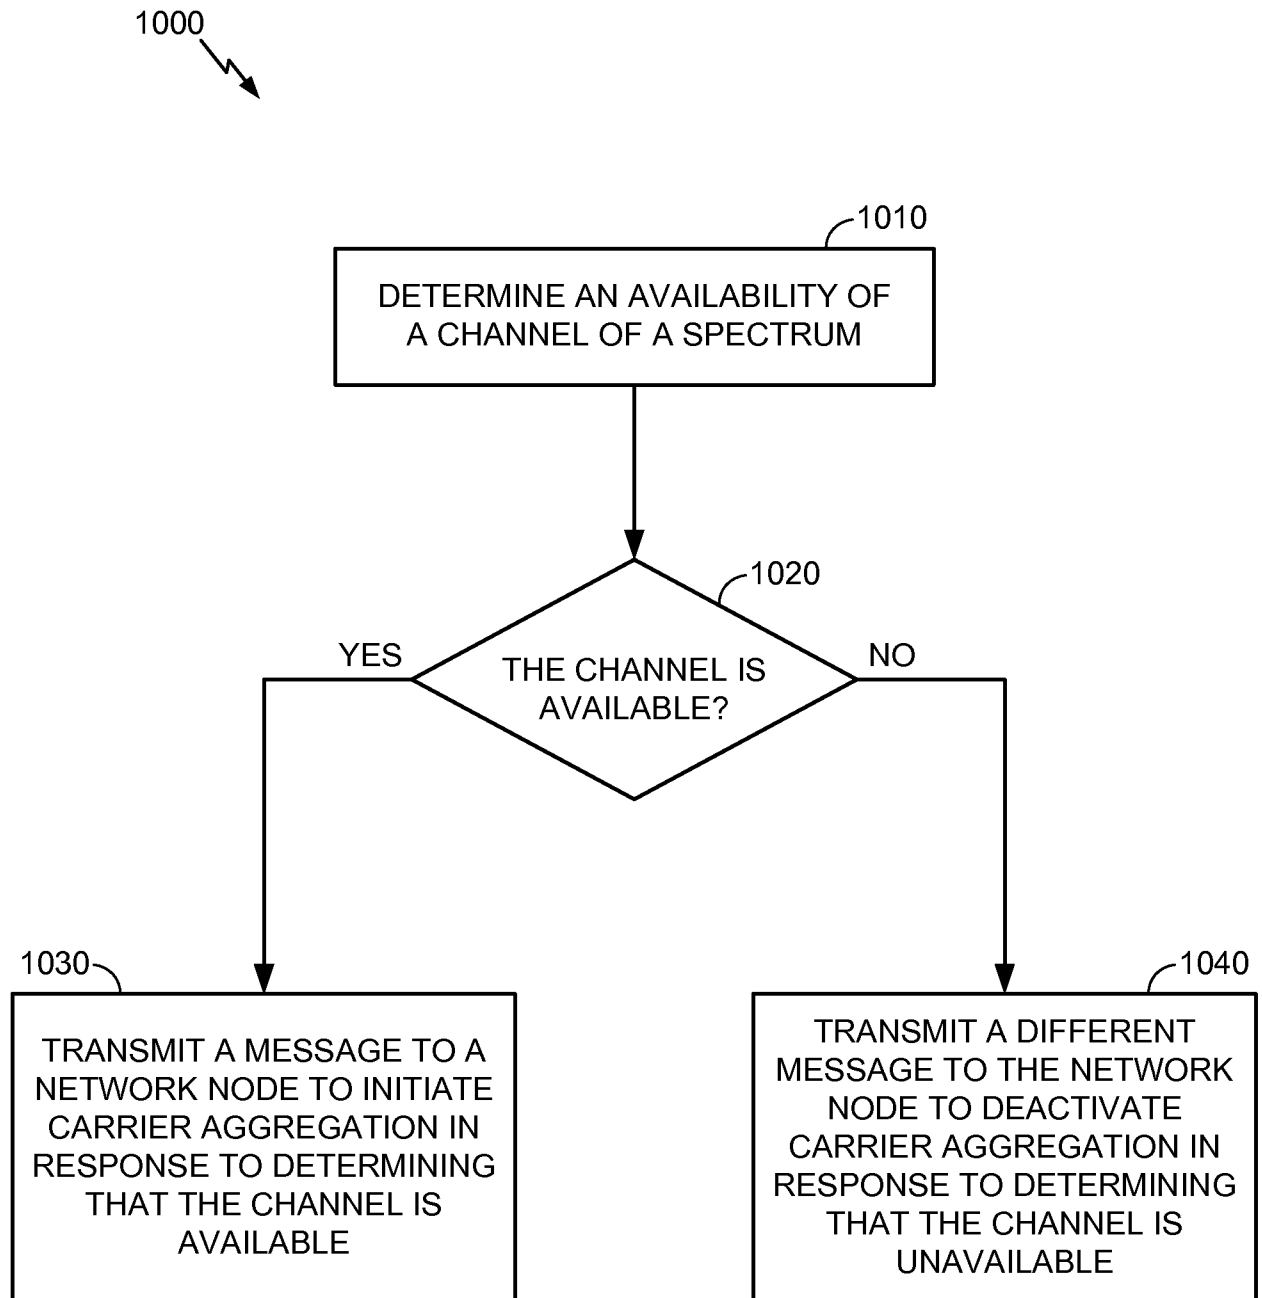 1000
1010
DETERMINE AN AVAILABILITY OF
A CHANNEL OF A SPECTRUM
1020
YES
THE CHANNEL IS
AVAILABLE?
NO
1030
TRANSMIT A MESSAGE TO A
NETWORK NODE TO INITIATE
CARRIER AGGREGATION IN
RESPONSE TO DETERMINING
THAT THE CHANNEL IS
AVAILABLE
1040
TRANSMIT A DIFFERENT
MESSAGE TO THE NETWORK
NODE TO DEACTIVATE
CARRIER AGGREGATION IN
RESPONSE TO DETERMINING
THAT THE CHANNEL IS
UNAVAILABLE